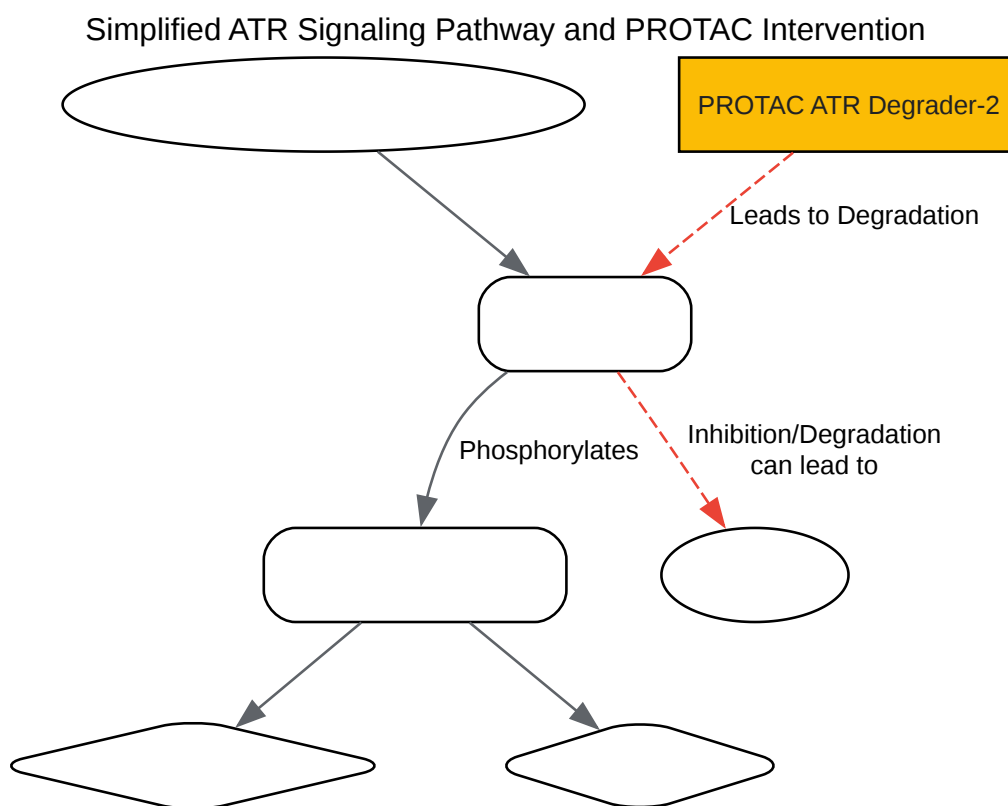 Simplified ATR Signaling Pathway and PROTAC Intervention
PROTAC ATR Degrader-2
Leads to Degradation
Phosphorylates
Inhibition/Degradation
can lead to